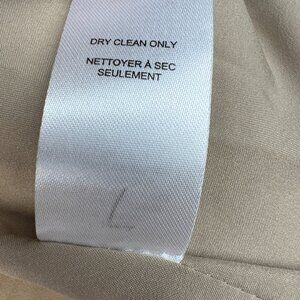 DRY CLEAN ONLY
NETTOYER À SEC
SEULEMENT
L